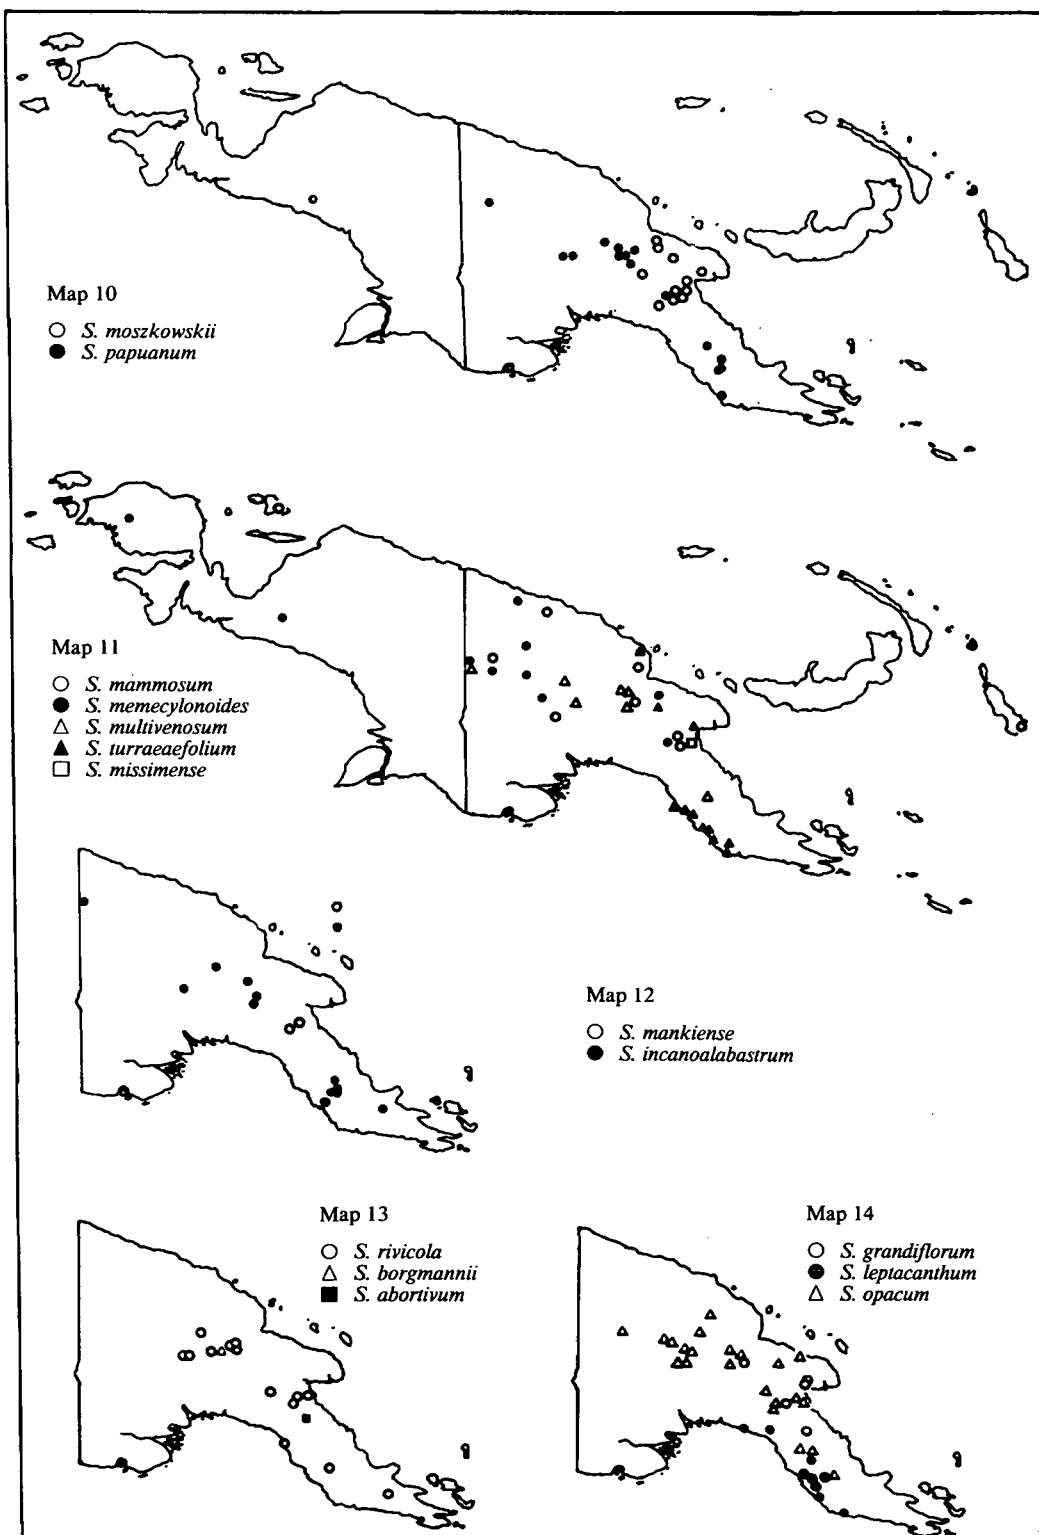 Map 10
S. moszkowskii
S. papuanum
Map 11
S. mammosum
S. memecylonoides
S. multivenosum
S. turraeaefolium
S. missimense
Map 12
S. mankiense
S. incanoalabastrum
Map 13
S. rivicola
S. borgmannii
S. abortivum
Map 14
S. grandiflorum
S. leptacanthum
S. opacum